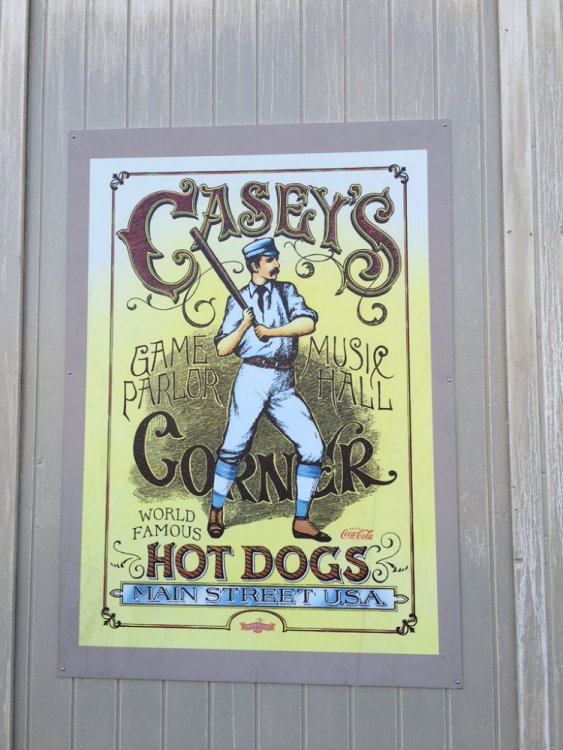 CASEY'S
GAME PARLOR
MUSIC HALL
CORNER
WORLD
FAMOUS
Coca-Cola
HOT DOGS
MAIN STREET U.S.A.